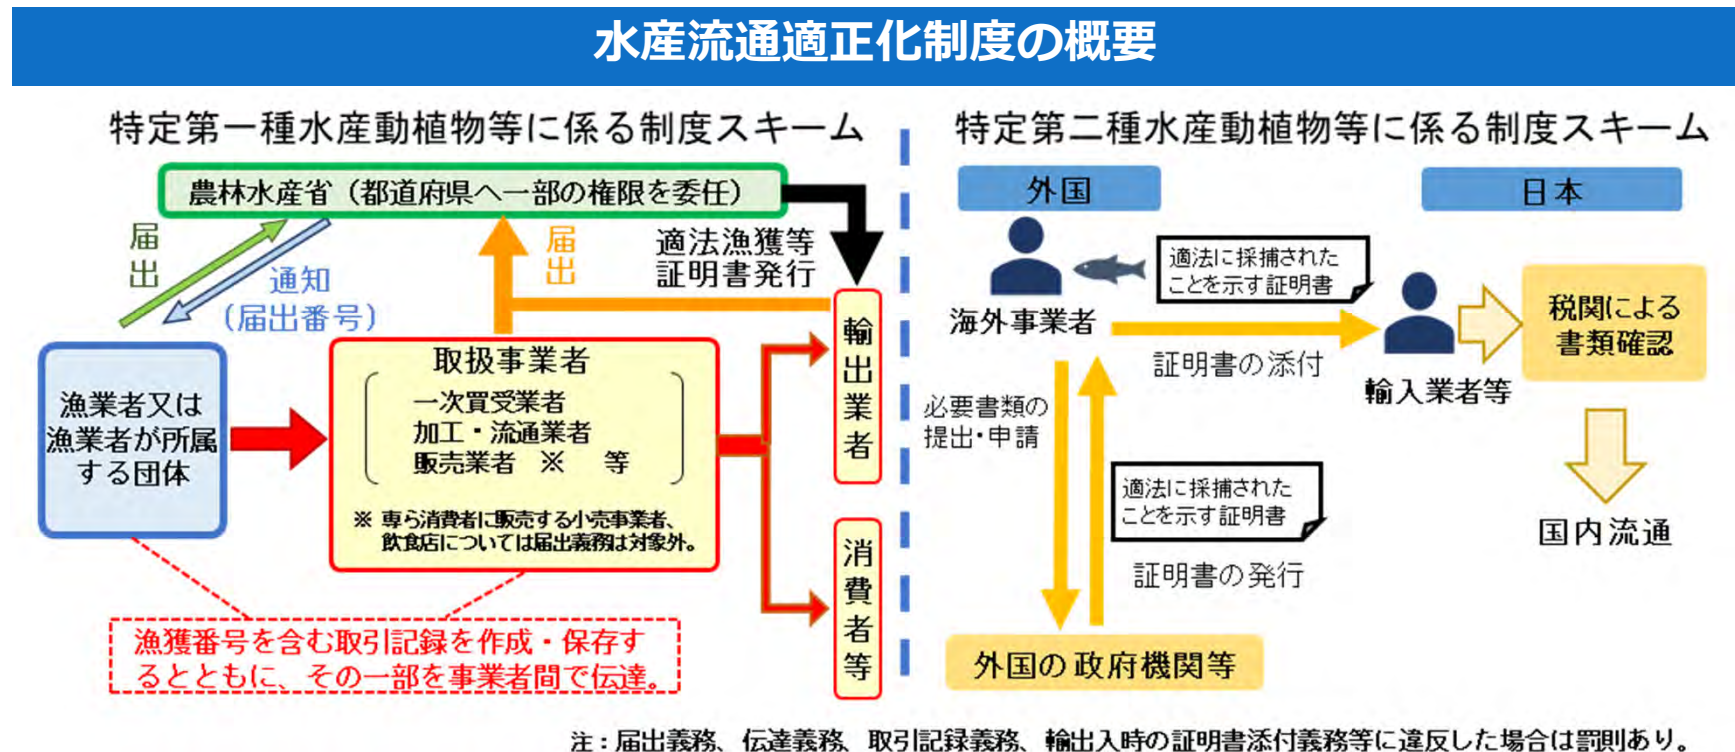 水産流通適正化制度の概要
特定第一種水産動植物等に係る制度スキーム
農林水産省（都道府県へ一部の権限を委任）
届出
通知
（届出番号）
届出
適法漁獲等
証明書発行
漁業者又は
漁業者が所属
する団体
取扱事業者
一次買受業者
加工・流通業者
販売業者　※　等
※ 専ら消費者に販売する小売事業者、
飲食店については届出義務は対象外。
輸出業者
消費者等
漁獲番号を含む取引記録を作成・保存す
るとともに、その一部を事業者間で伝達。
特定第二種水産動植物等に係る制度スキーム
外国
日本
適法に採捕された
ことを示す証明書
海外事業者
証明書の添付
輸入業者等
税関による
書類確認
必要書類の
提出・申請
適法に採捕された
ことを示す証明書
証明書の発行
国内流通
外国の政府機関等
注：届出義務、伝達義務、取引記録義務、輸出入時の証明書添付義務等に違反した場合は罰則あり。